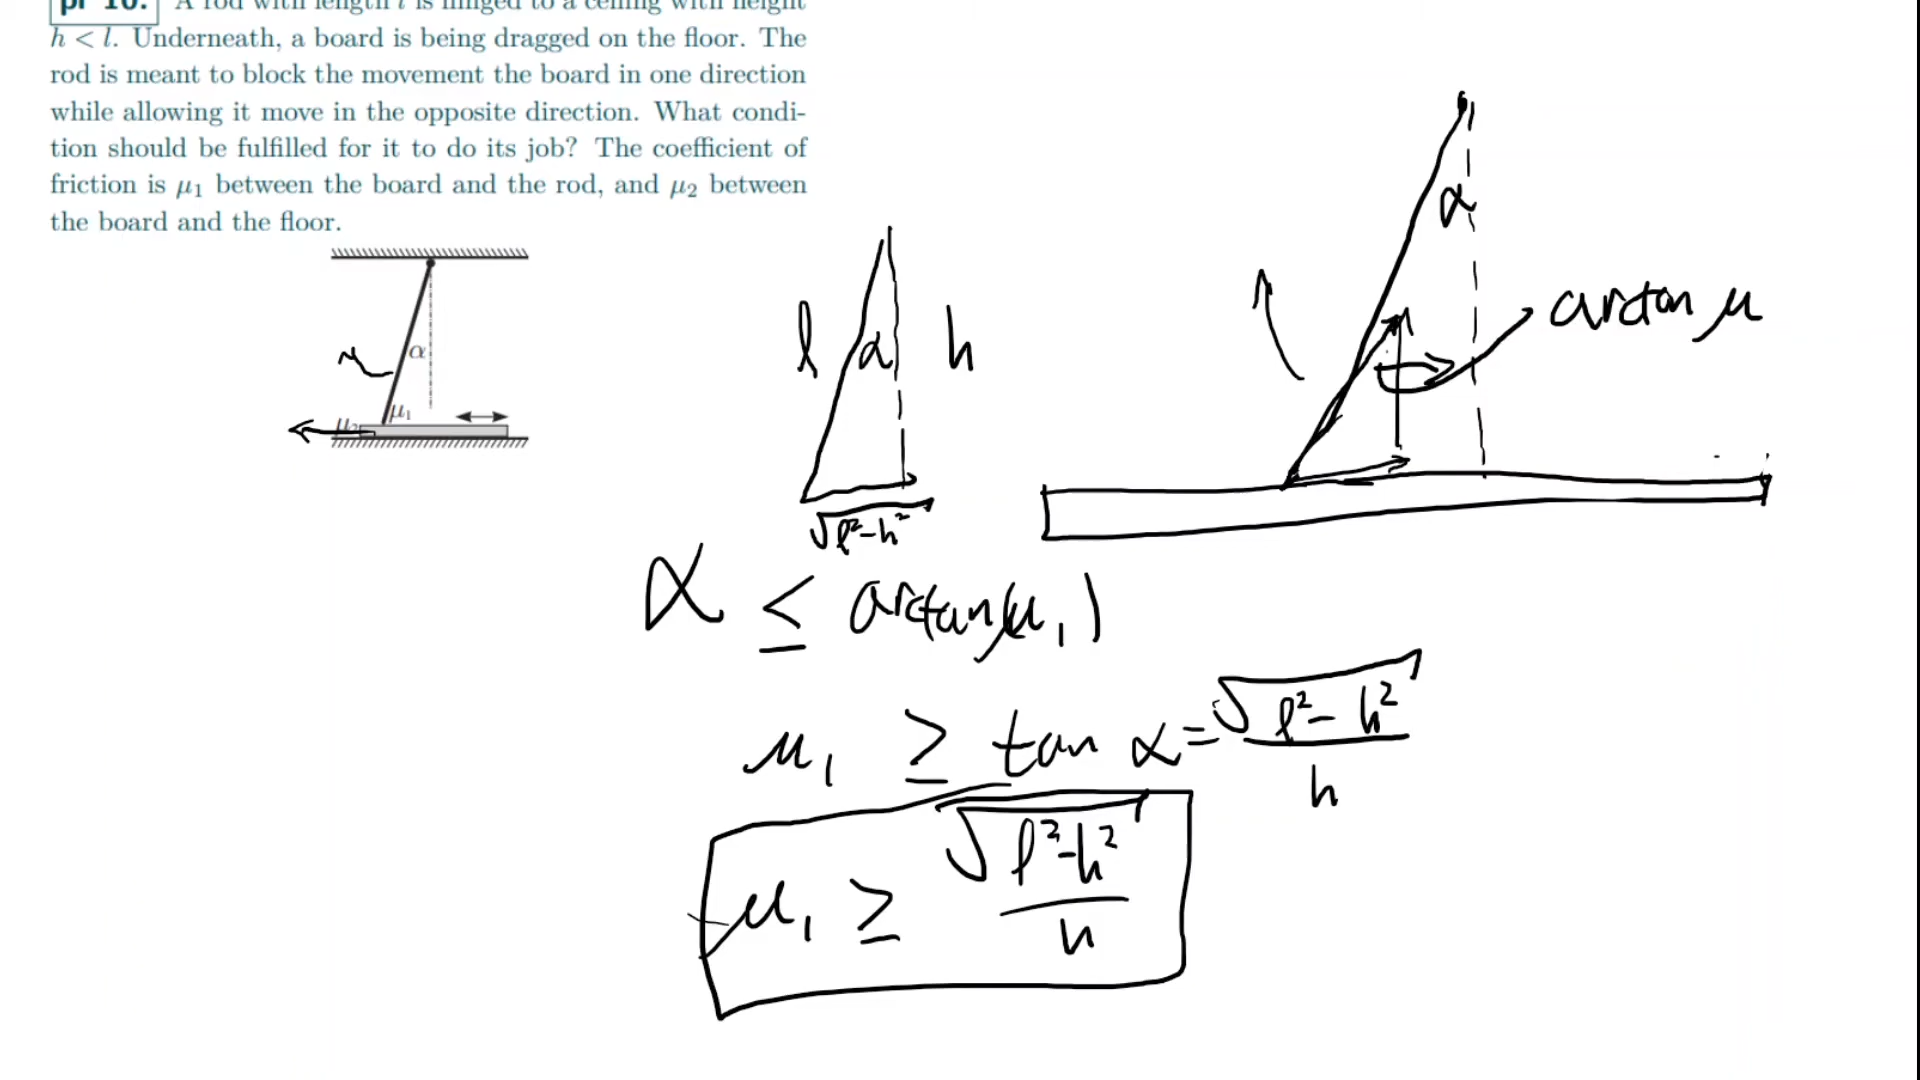 pr 10. A rod with length l is hinged to a ceiling with height
h < l. Underneath, a board is being dragged on the floor. The
rod is meant to block the movement the board in one direction
while allowing it move in the opposite direction. What condi-
tion should be fulfilled for it to do its job? The coefficient of
friction is μ₁ between the board and the rod, and μ₂ between
the board and the floor.
α
μ₁
μ₂
l
α
h
√l²-h²
α
arctan μ
α ≤ arctan(μ₁)
μ₁ ≥ tan α = √l²-h² / h
μ₁ ≥ √l²-h² / h